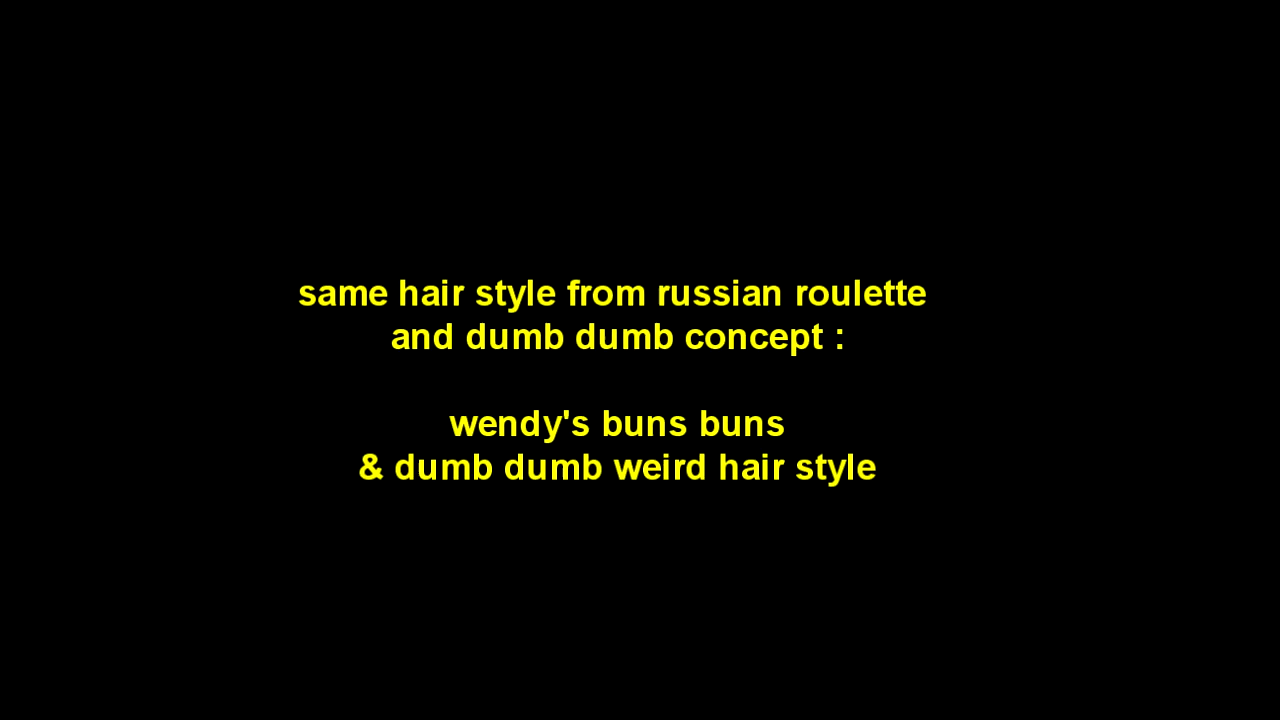 same hair style from russian roulette
and dumb dumb concept :
wendy's buns buns
& dumb dumb weird hair style